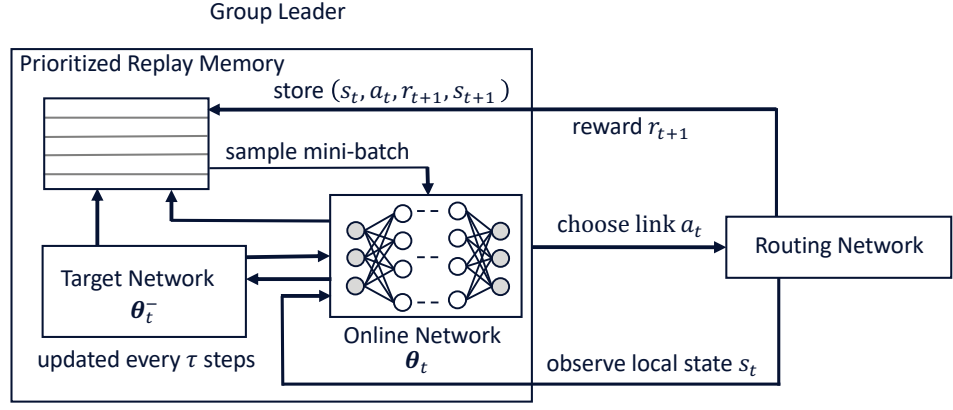 Group Leader
Prioritized Replay Memory
store (s_t, a_t, r_{t+1}, s_{t+1})
reward r_{t+1}
sample mini-batch
choose link a_t
Routing Network
Target Network
θ_t^-
Online Network
θ_t
updated every τ steps
observe local state s_t